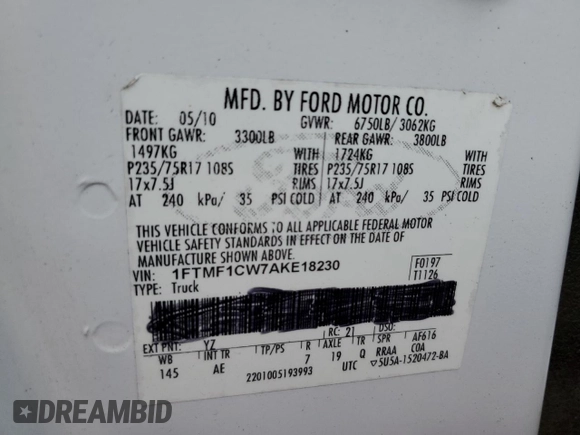 MFD. BY FORD MOTOR CO.
DATE: 05/10 GVWR: 6750LB/ 3062KG
FRONT GAWR: 3300LB REAR GAWR: 3800LB
1497KG WITH 1724KG WITH
P235/75R17 108S TIRES P235/75R17 108S TIRES
17x7.5J RIMS 17x7.5J RIMS
AT 240 kPa/ 35 PSI COLD AT 240 kPa/ 35 PSI COLD
THIS VEHICLE CONFORMS TO ALL APPLICABLE FEDERAL MOTOR
VEHICLE SAFETY STANDARDS IN EFFECT ON THE DATE OF
MANUFACTURE SHOWN ABOVE.
VIN: 1FTMF1CW7AKE18230 F0197
TYPE: Truck T1126
EXT PNT: YZ RC: 21 DSO:
WB INT TR TP/PS R AXLE TR SPR AF616
145 AE 7 19 Q RRAA COA
2201005193993 UTC ▽5U5A-1520472-BA
DREAMBID